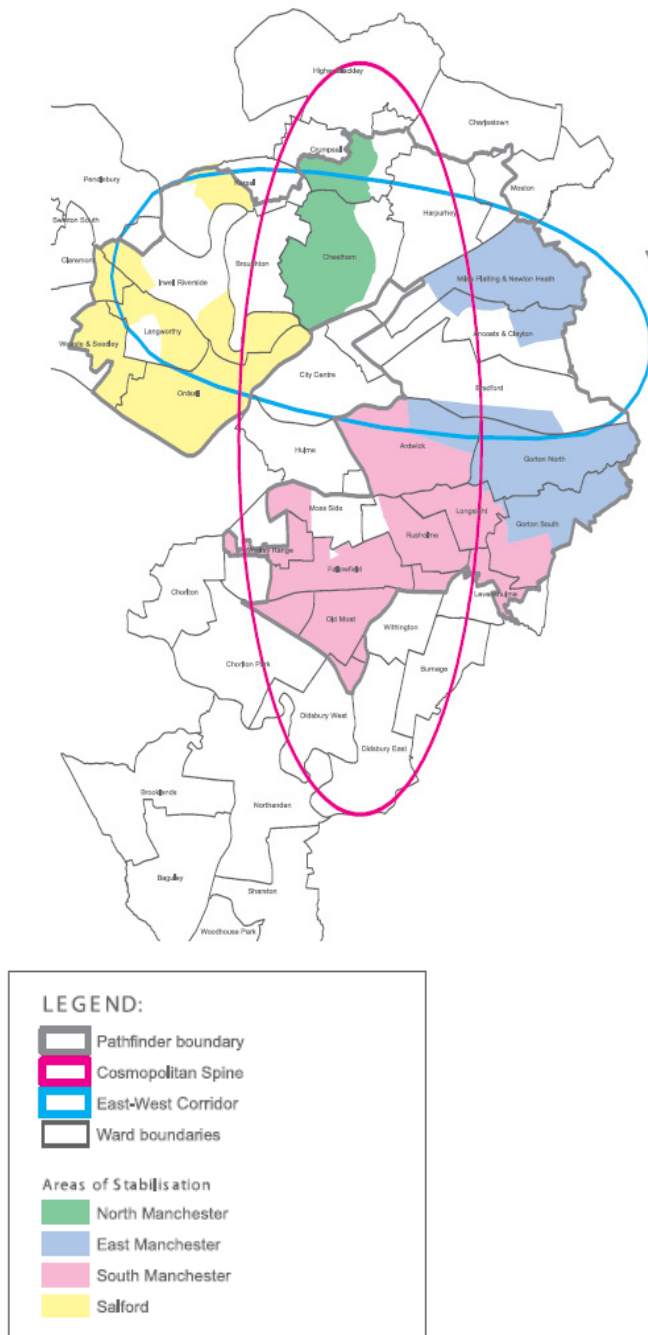 Higher Blackley
Charlestown
Crumpsall
Pendlebury
Moston
Kersall
Harpurhey
Swinton South
Broughton
Cheetham
Claremont
Irwell Riverside
Miles Platting & Newton Heath
Langworthy
Ancoats & Clayton
Weaste & Seedley
City Centre
Bradford
Ordsall
Ardwick
Hulme
Gorton North
Moss Side
Longsight
Gorton South
Rusholme
Whalley Range
Fallowfield
Chorlton
Levenshulme
Old Moat
Withington
Chorlton Park
Burnage
Didsbury West
Didsbury East
Brooklands
Northenden
Baguley
Sharston
Woodhouse Park
LEGEND:
Pathfinder boundary
Cosmopolitan Spine
East-West Corridor
Ward boundaries
Areas of Stabilisation
North Manchester
East Manchester
South Manchester
Salford